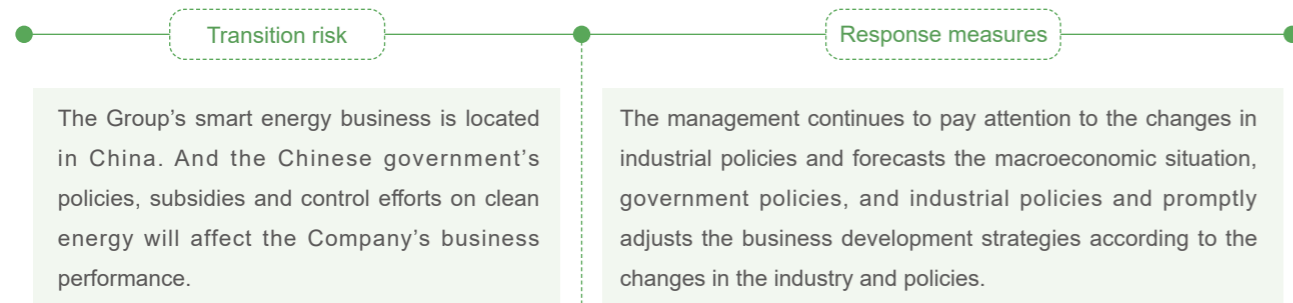 Transition risk
Response measures
The Group’s smart energy business is located
in China. And the Chinese government’s
policies, subsidies and control efforts on clean
energy will affect the Company’s business
performance.
The management continues to pay attention to the changes in
industrial policies and forecasts the macroeconomic situation,
government policies, and industrial policies and promptly
adjusts the business development strategies according to the
changes in the industry and policies.